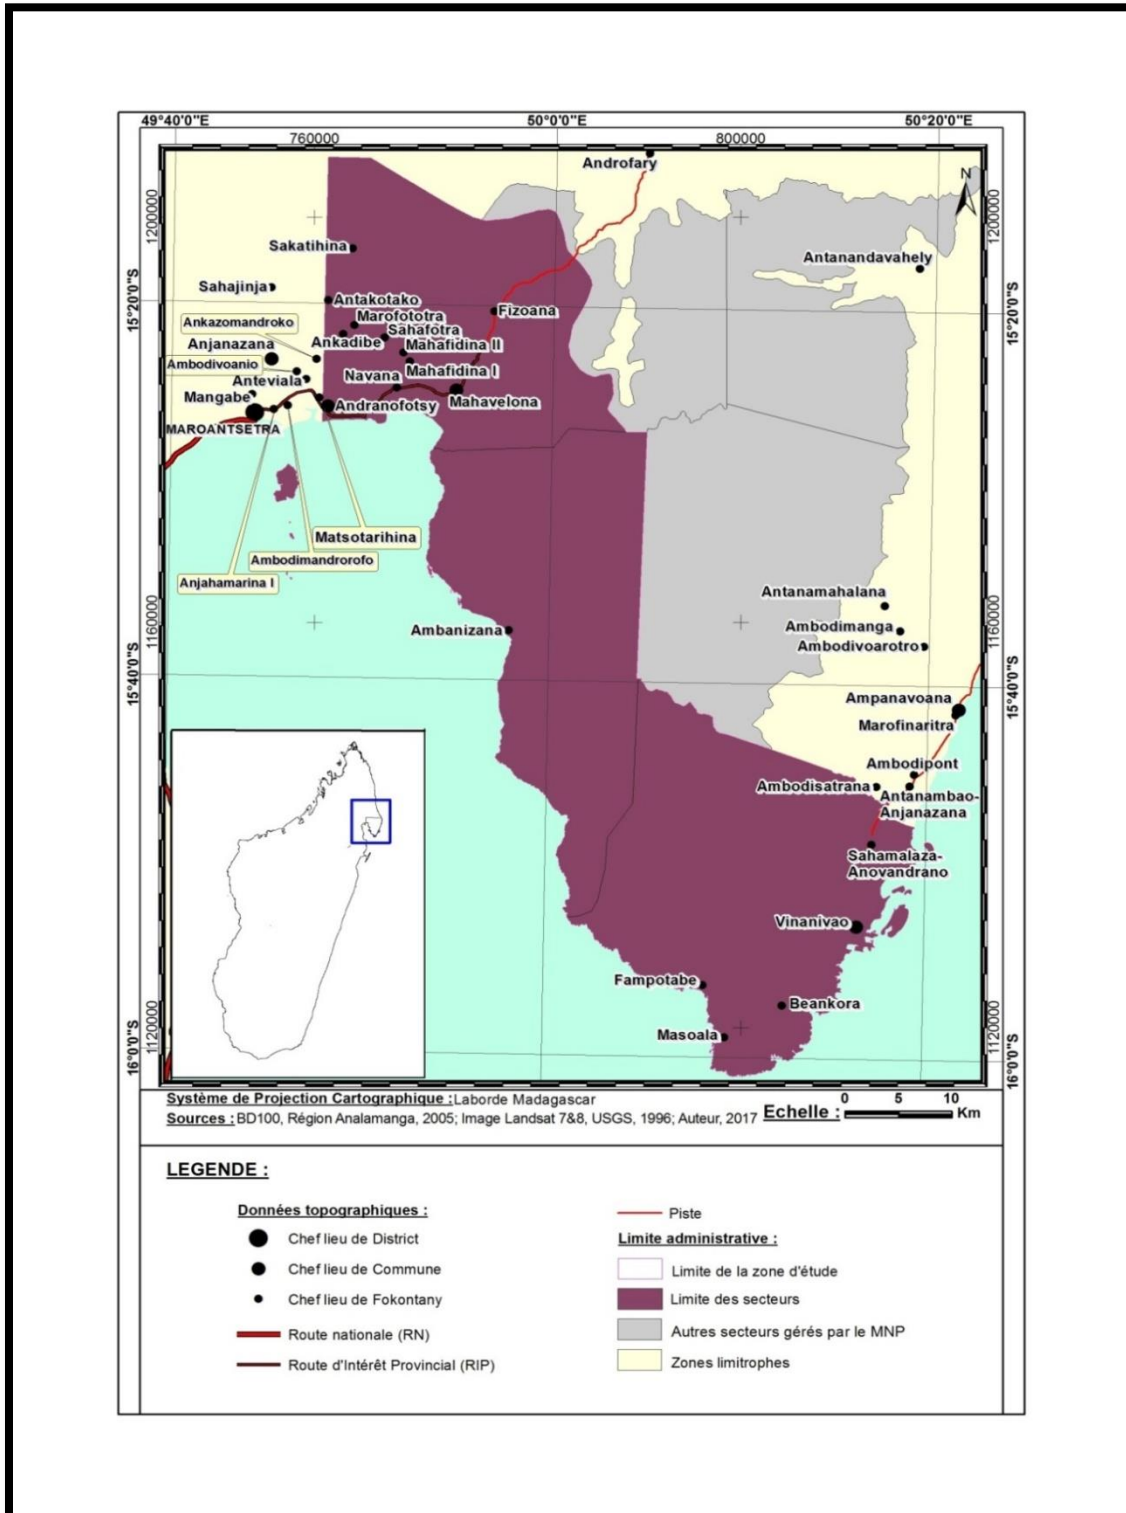 49°40'0"E
50°0'0"E
50°20'0"E
760000
800000
Androfary
N
1200000
1200000
Sakatihina
Antanandavahely
Sahajinja
15°20'0"S
15°20'0"S
Antakotako
Fizoana
Ankazomandroko
Marofototra
Sahafotra
Anjanazana
Ankadibe
Mahafidina II
Ambodivoanio
Mahafidina I
Anteviala
Navana
Mangabe
Mahavelona
Andranofotsy
MAROANTSETRA
Matsotarihina
Ambodimandrorofo
Anjahamarina I
Antanamahalana
1160000
1160000
Ambanizana
Ambodimanga
Ambodivoarotro
15°40'0"S
15°40'0"S
Ampanavoana
Marofinaritra
Ambodipont
Ambodisatrana
Antanambao-
Anjanazana
Sahamalaza-
Anovandrano
Vinanivao
Fampotabe
Beankora
Masoala
1120000
1120000
16°0'0"S
16°0'0"S
Système de Projection Cartographique : Laborde Madagascar
Sources : BD100, Région Analamanga, 2005; Image Landsat 7&8, USGS, 1996; Auteur, 2017
Echelle :
0 5 10
Km
LEGENDE :
Données topographiques :
Chef lieu de District
Chef lieu de Commune
Chef lieu de Fokontany
Route nationale (RN)
Route d'Intérêt Provincial (RIP)
Piste
Limite administrative :
Limite de la zone d'étude
Limite des secteurs
Autres secteurs gérés par le MNP
Zones limitrophes